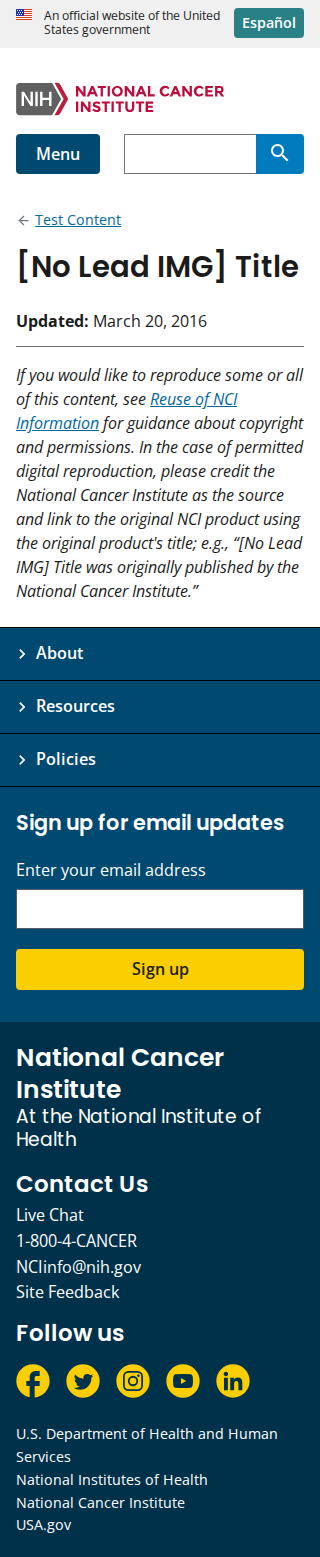 An official website of the United
States government
Español
NIH
NATIONAL CANCER
INSTITUTE
Menu
Test Content
[No Lead IMG] Title
Updated: March 20, 2016
If you would like to reproduce some or all
of this content, see Reuse of NCI
Information for guidance about copyright
and permissions. In the case of permitted
digital reproduction, please credit the
National Cancer Institute as the source
and link to the original NCI product using
the original product's title; e.g., “[No Lead
IMG] Title was originally published by the
National Cancer Institute.”
About
Resources
Policies
Sign up for email updates
Enter your email address
Sign up
National Cancer
Institute
At the National Institute of
Health
Contact Us
Live Chat
1-800-4-CANCER
NCIinfo@nih.gov
Site Feedback
Follow us
U.S. Department of Health and Human
Services
National Institutes of Health
National Cancer Institute
USA.gov